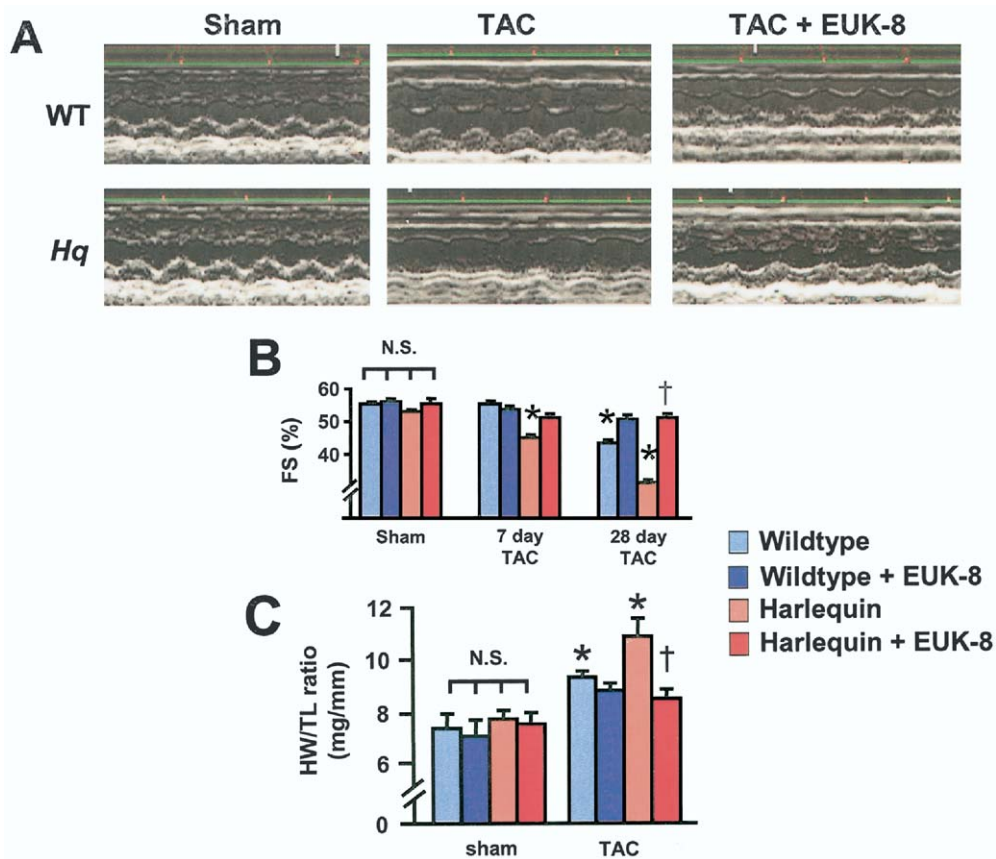 A
Sham TAC TAC + EUK-8
WT
Hq
B
N.S.
*
†
*
*
60
50
40
FS (%)
Sham 7 day 28 day
TAC TAC
Wildtype
Wildtype + EUK-8
Harlequin
Harlequin + EUK-8
C
N.S.
*
*
†
12
10
8
6
0
HW/TL ratio
(mg/mm)
sham TAC